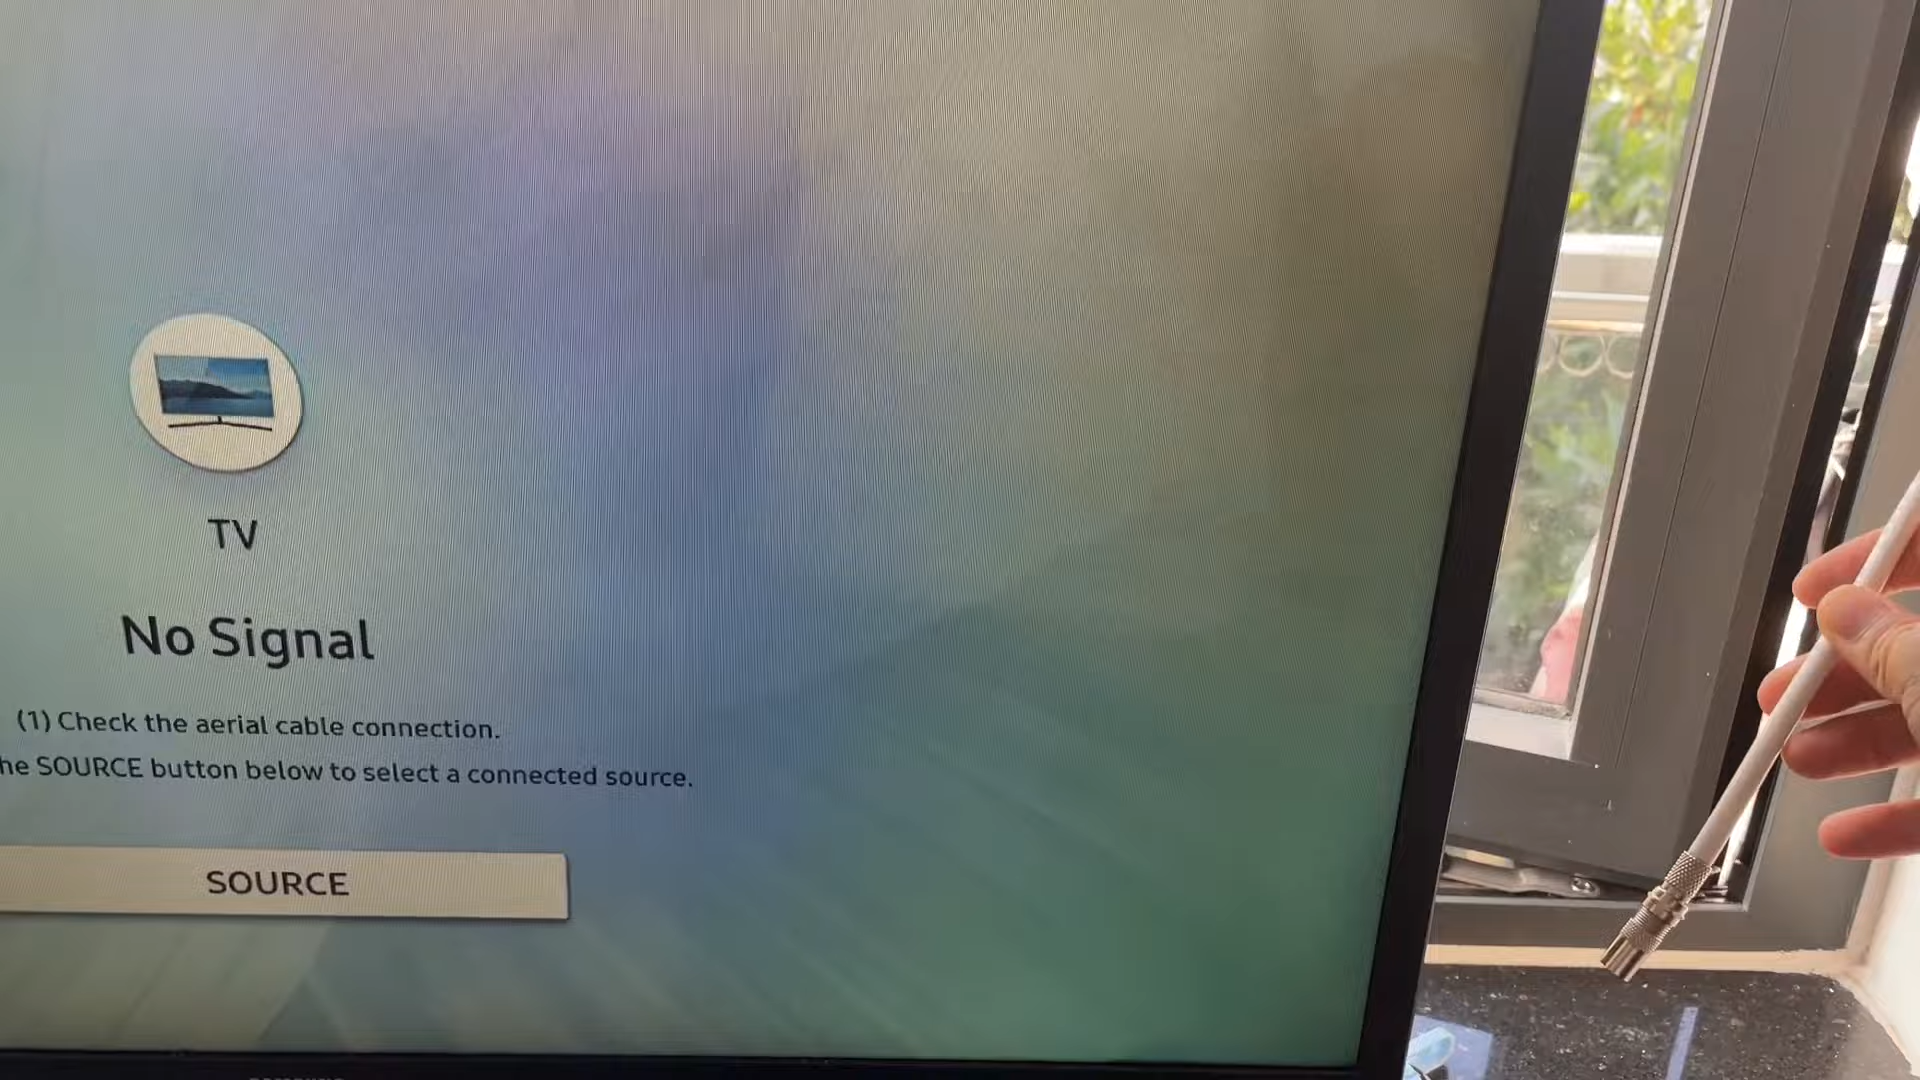 TV
No Signal
(1) Check the aerial cable connection.
he SOURCE button below to select a connected source.
SOURCE